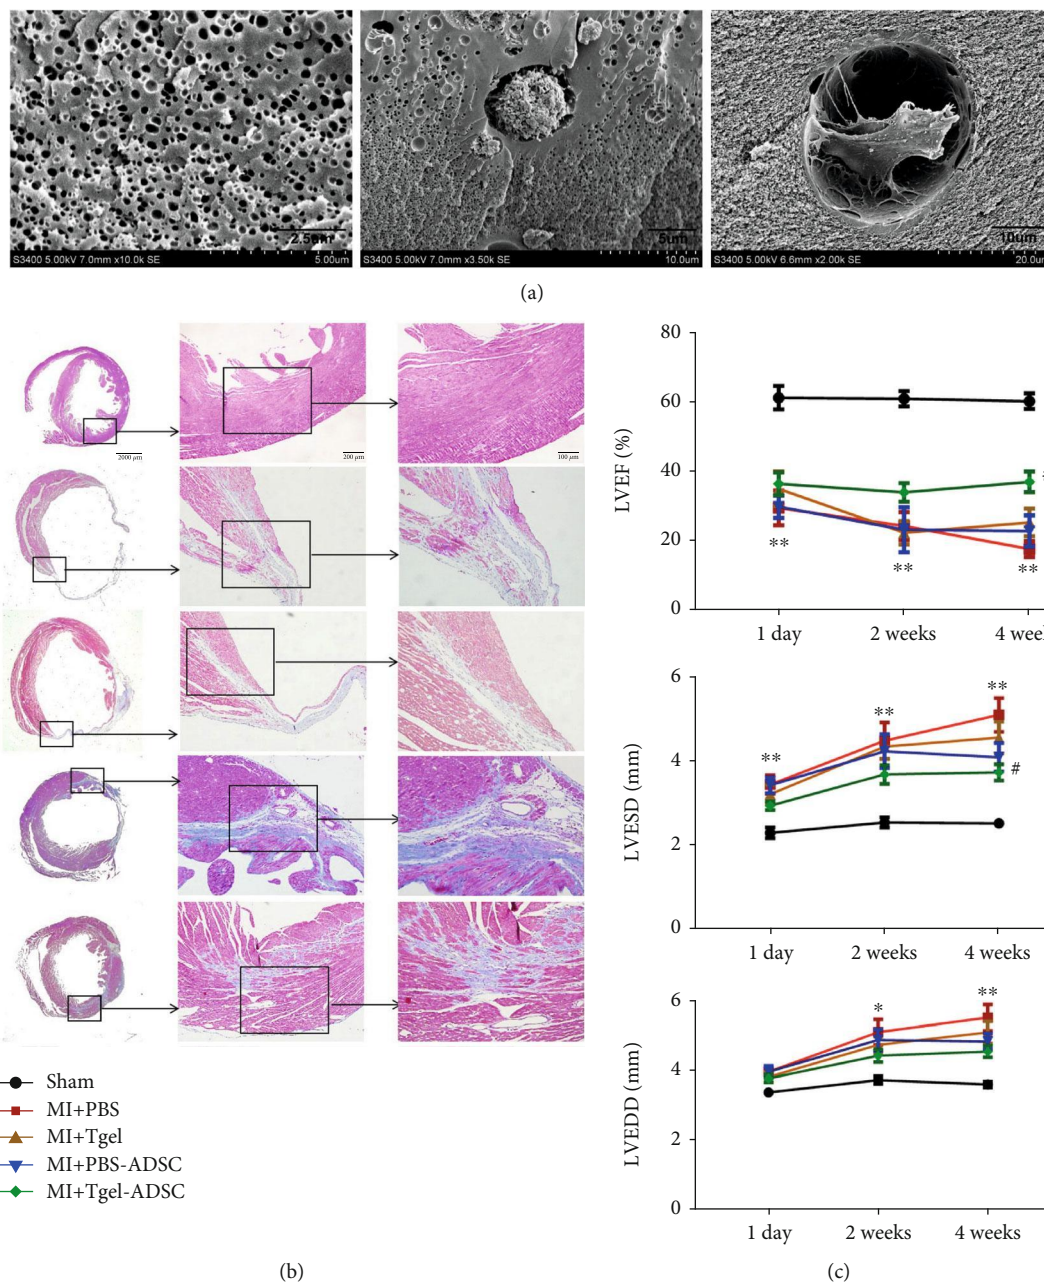 2.5um
S3400 5.00kV 7.0mm x10.0k SE 5.00um
5um
S3400 5.00kV 7.0mm x3.50k SE 10.0um
10um
S3400 5.00kV 6.6mm x2.00k SE
(a)
2000 μm
200 μm
100 μm
Sham
MI+PBS
MI+Tgel
MI+PBS-ADSC
MI+Tgel-ADSC
(b)
80
60
40
20
0
LVEF (%)
**
**
**
1 day 2 weeks
6
4
2
0
LVESD (mm)
**
**
**
#
1 day 2 weeks 4 weeks
6
4
2
0
LVEDD (mm)
*
**
1 day 2 weeks 4 weeks
(c)